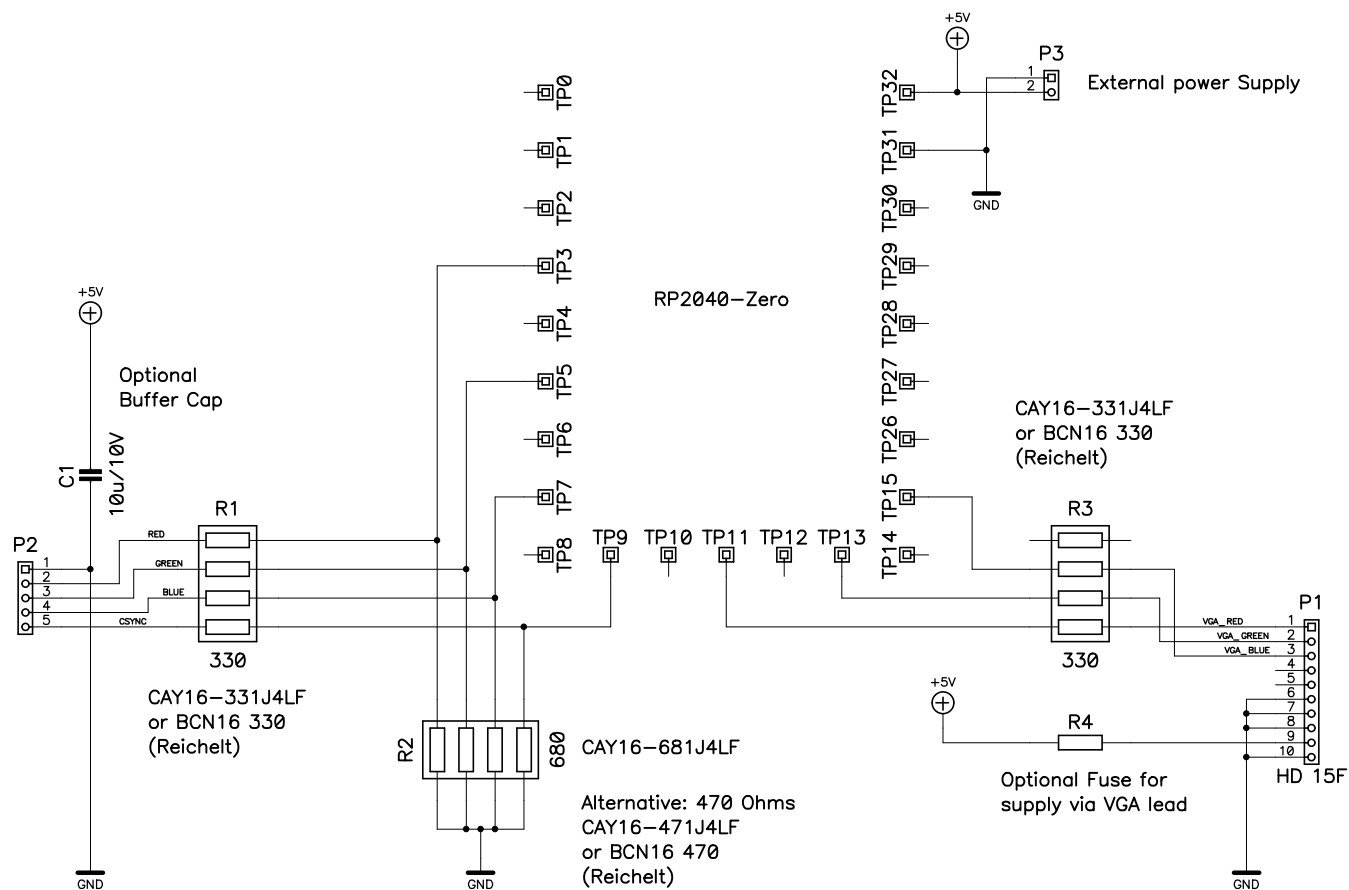 +5V
P3
1
2
External power Supply
TP0
TP1
TP2
TP3
TP4
TP5
TP6
TP7
TP8
TP32
TP31
TP30
TP29
TP28
TP27
TP26
TP15
TP14
GND
RP2040-Zero
+5V
Optional
Buffer Cap
C1
10u/10V
CAY16-331J4LF
or BCN16 330
(Reichelt)
R1
R3
TP9
TP10
TP11
TP12
TP13
P2
1
2
3
4
5
RED
GREEN
BLUE
CSYNC
330
330
CAY16-331J4LF
or BCN16 330
(Reichelt)
P1
VGA_RED
VGA_GREEN
VGA_BLUE
1
2
3
4
5
6
7
8
9
10
HD 15F
+5V
R4
Optional Fuse for
supply via VGA lead
R2
680
CAY16-681J4LF
Alternative: 470 Ohms
CAY16-471J4LF
or BCN16 470
(Reichelt)
GND
GND
GND